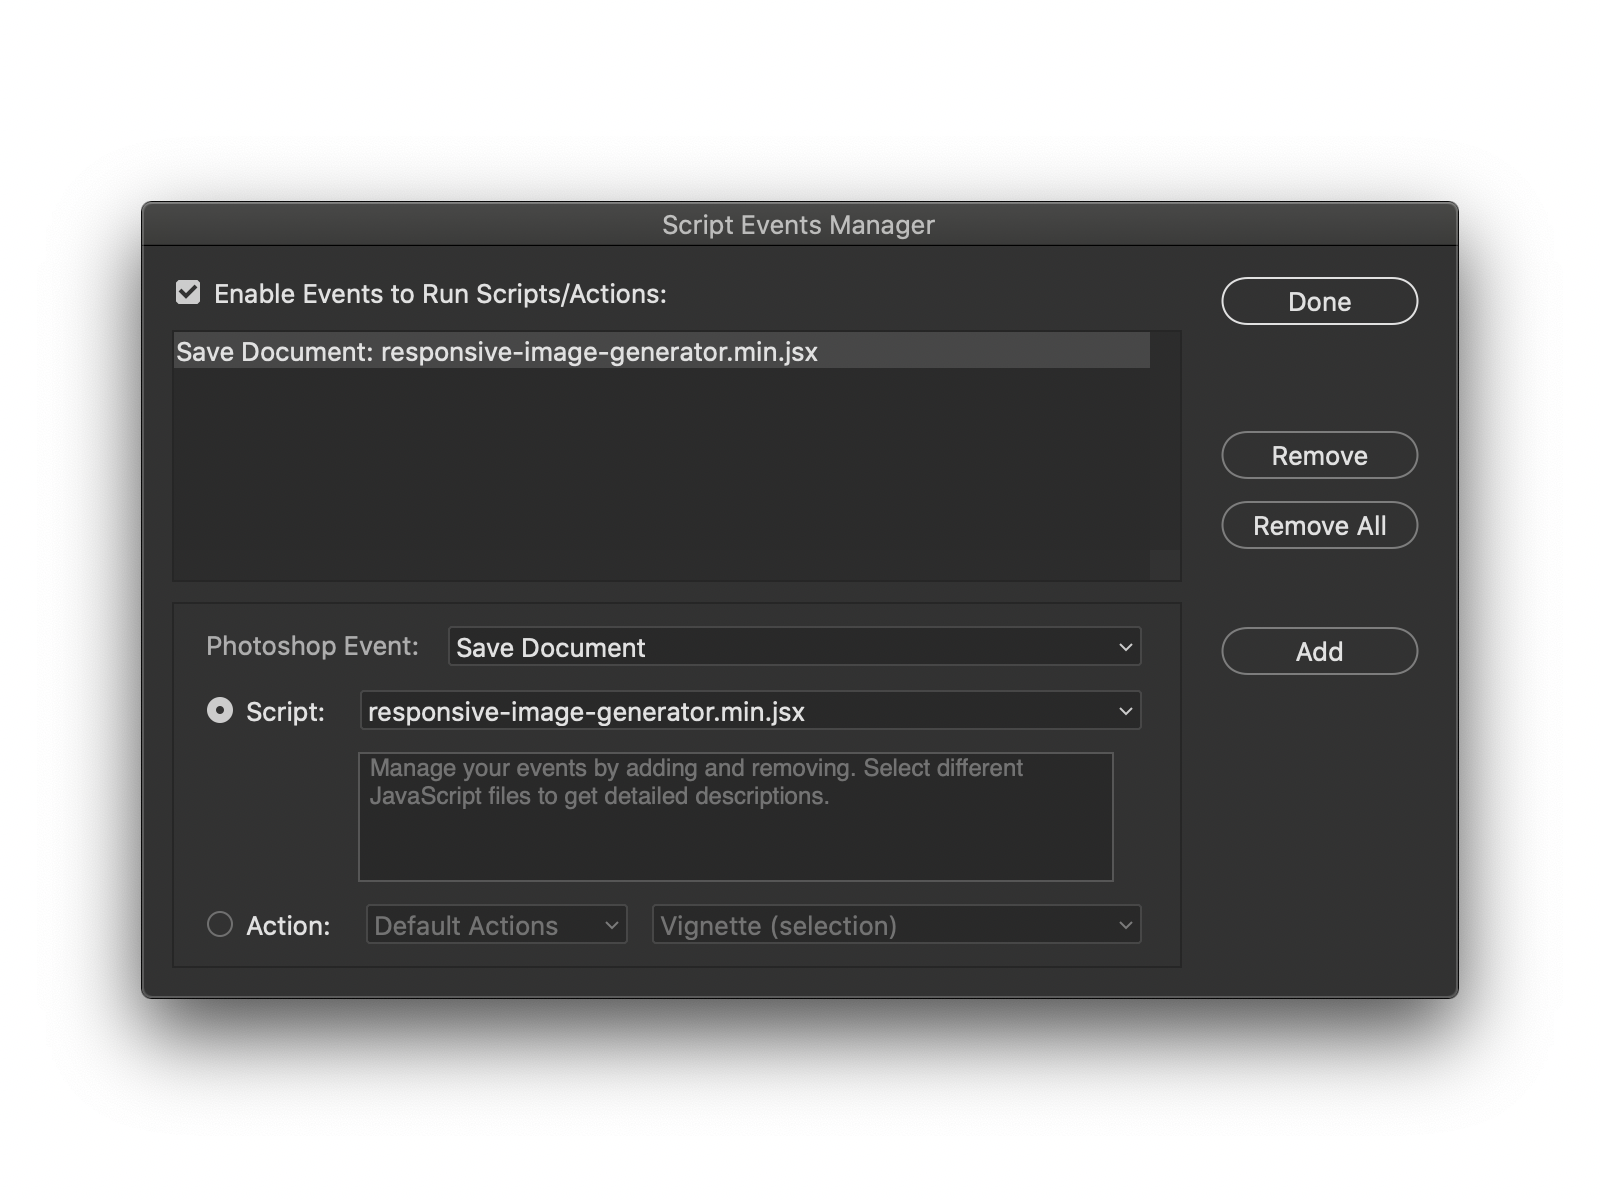 Script Events Manager
Enable Events to Run Scripts/Actions:
Done
Save Document: responsive-image-generator.min.jsx
Remove
Remove All
Photoshop Event:
Save Document
Add
Script:
responsive-image-generator.min.jsx
Manage your events by adding and removing. Select different
JavaScript files to get detailed descriptions.
Action:
Default Actions
Vignette (selection)